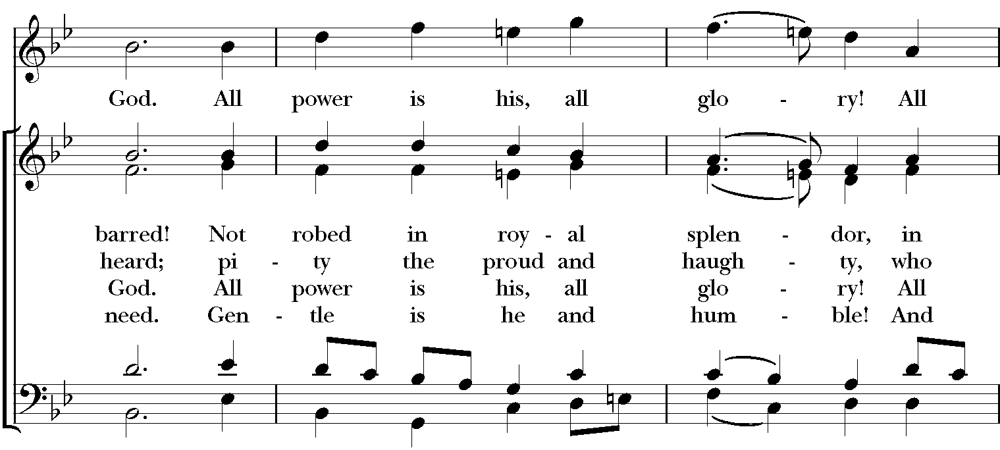 God. All power is his, all glo - ry! All
barred! Not robed in roy - al splen - dor, in
heard; pi - ty the proud and haugh - ty, who
God. All power is his, all glo - ry! All
need. Gen - tle is he and hum - ble! And